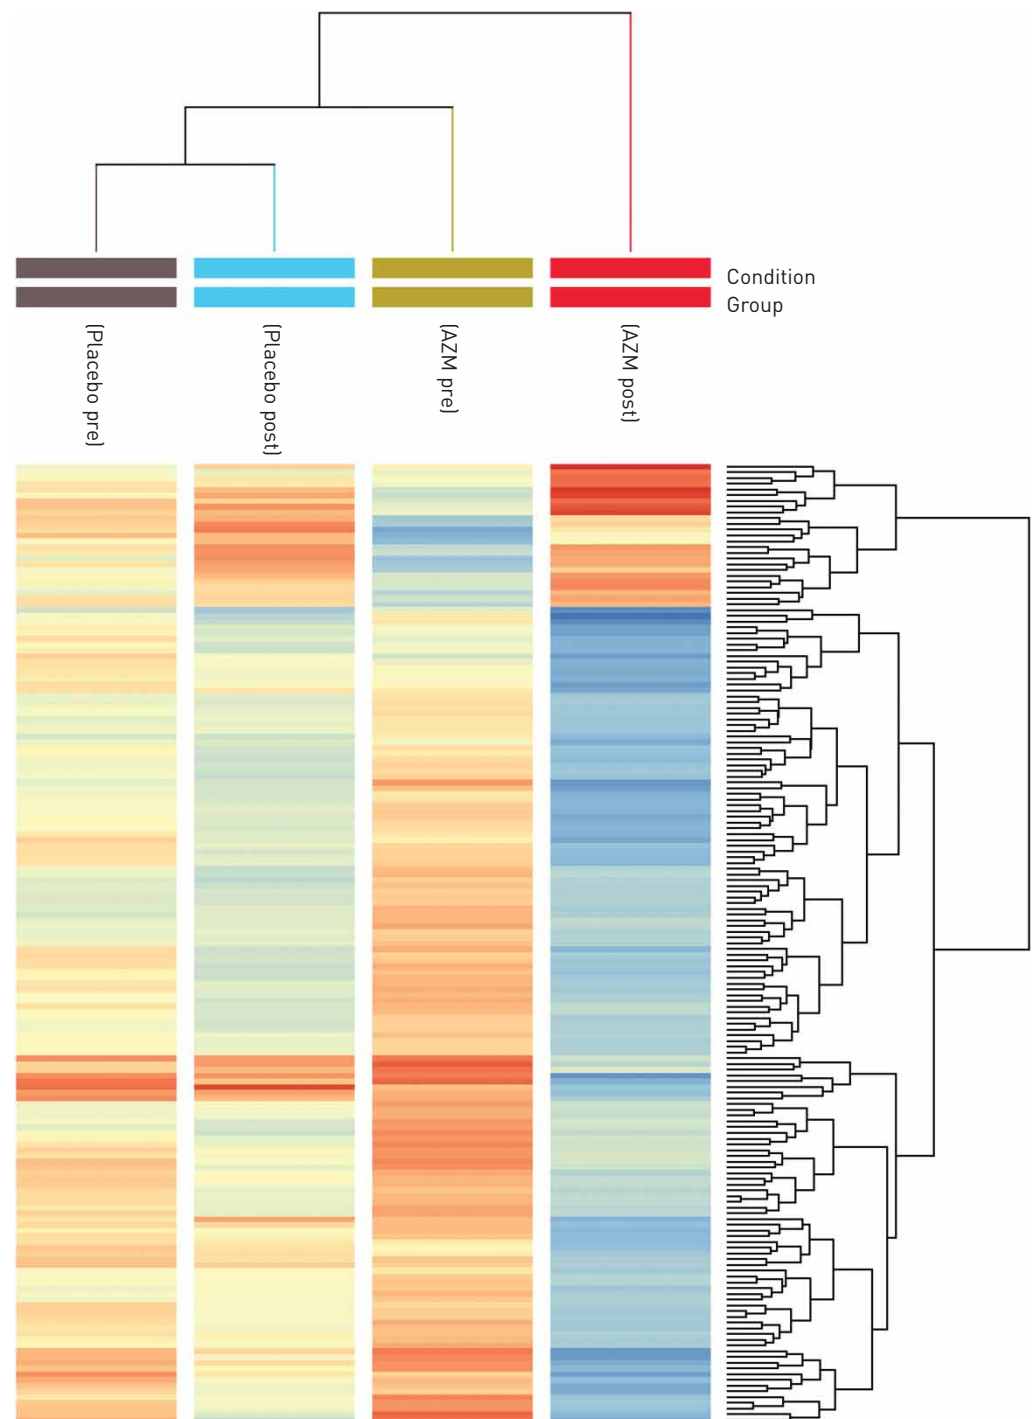 Condition
Group
(Placebo pre)
(Placebo post)
(AZM pre)
(AZM post)